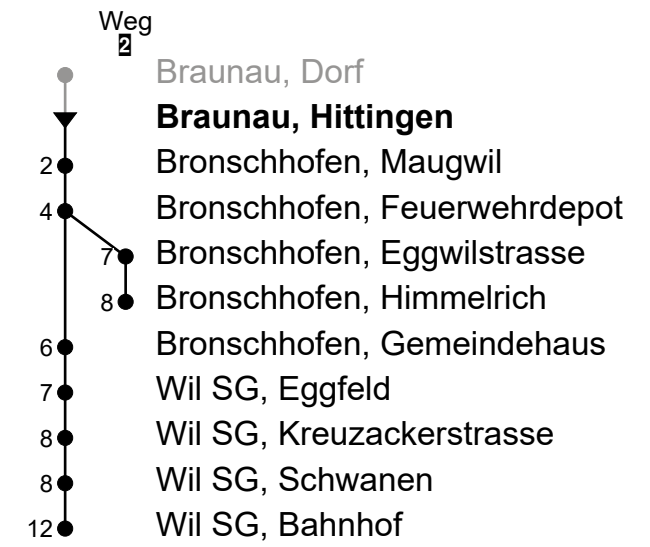 Weg
2
Braunau, Dorf
Braunau, Hittingen
2 Bronschhofen, Maugwil
4 Bronschhofen, Feuerwehrdepot
7 Bronschhofen, Eggwilstrasse
8 Bronschhofen, Himmelrich
6 Bronschhofen, Gemeindehaus
7 Wil SG, Eggfeld
8 Wil SG, Kreuzackerstrasse
8 Wil SG, Schwanen
12 Wil SG, Bahnhof